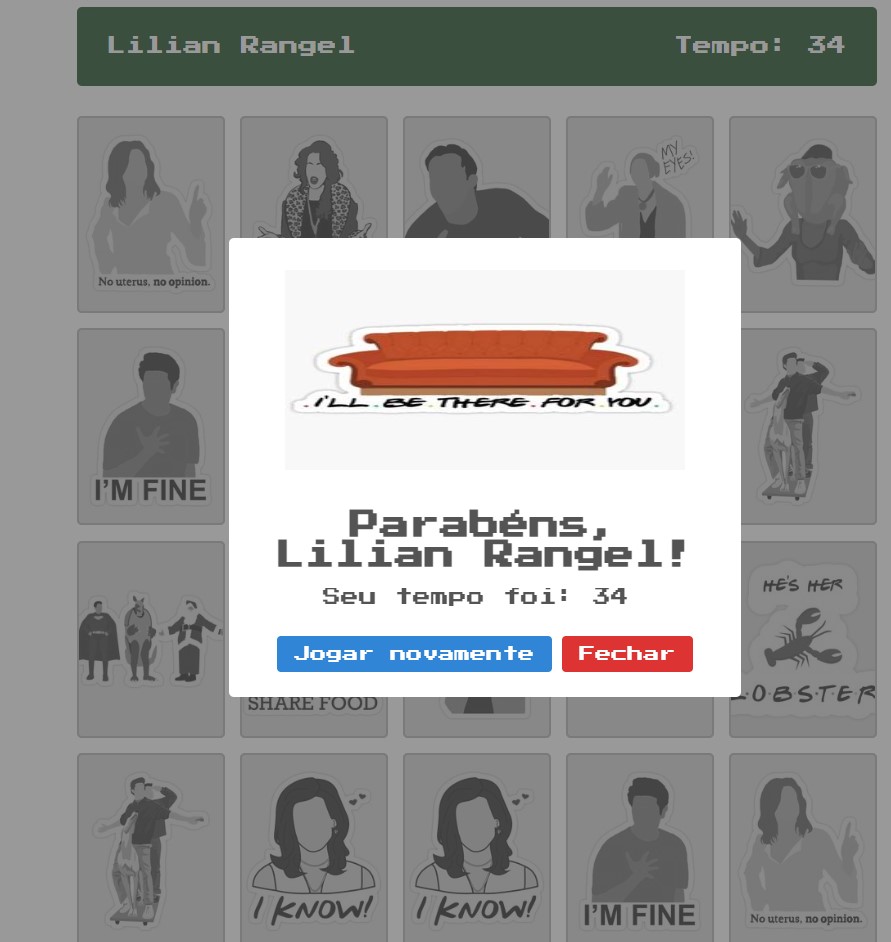 Lilian Rangel
Tempo: 34
MY
EYES!
No uterus, no opinion.
I'M FINE
I'LL BE THERE FOR YOU
Parabéns,
Lilian Rangel!
Seu tempo foi: 34
Jogar novamente
Fechar
HE'S HER
LOBSTER
SHARE FOOD
I KNOW!
I KNOW!
I'M FINE
No uterus, no opinion.